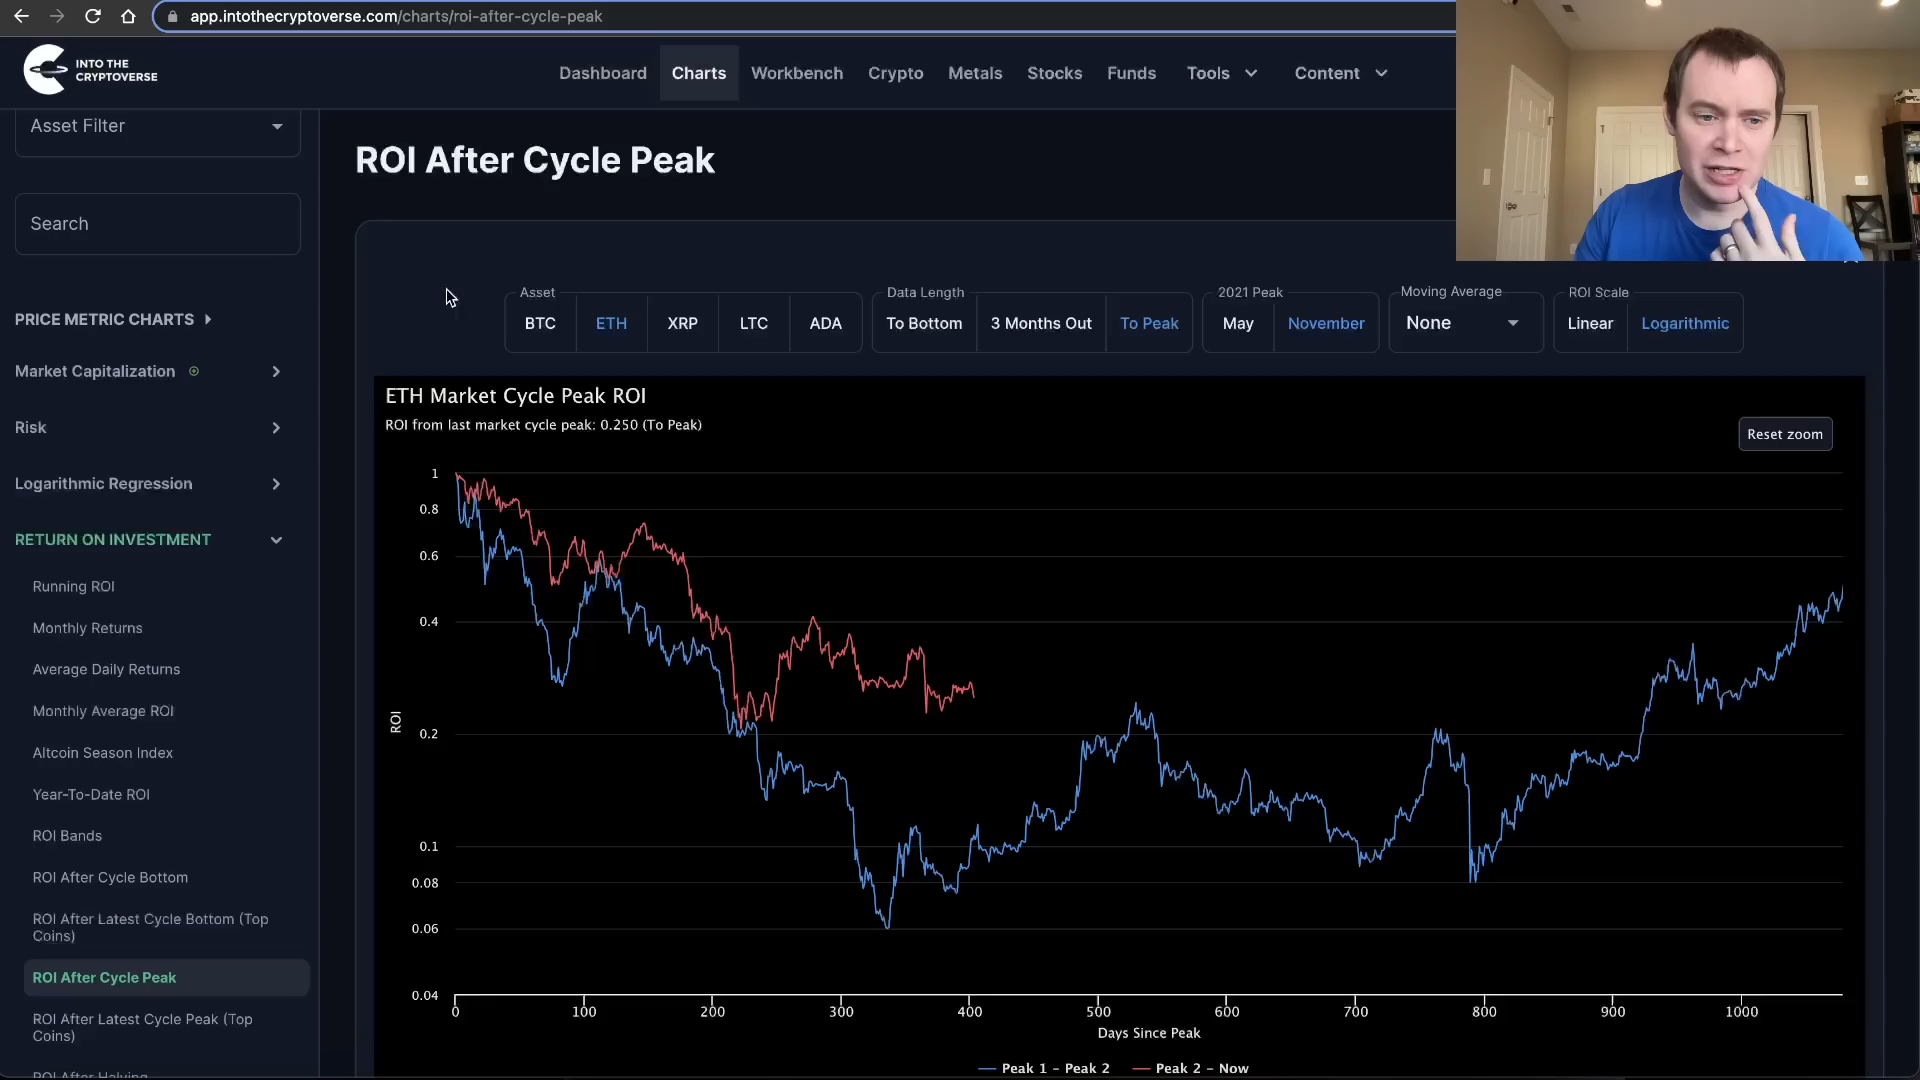 app.intothecryptoverse.com/charts/roi-after-cycle-peak
INTO THE
CRYPTOVERSE
Dashboard Charts Workbench Crypto Metals Stocks Funds Tools Content
Asset Filter
Search
PRICE METRIC CHARTS
Market Capitalization
Risk
Logarithmic Regression
RETURN ON INVESTMENT
Running ROI
Monthly Returns
Average Daily Returns
Monthly Average ROI
Altcoin Season Index
Year-To-Date ROI
ROI Bands
ROI After Cycle Bottom
ROI After Latest Cycle Bottom (Top
Coins)
ROI After Cycle Peak
ROI After Latest Cycle Peak (Top
Coins)
ROI After Halving
ROI After Cycle Peak
Asset Data Length 2021 Peak Moving Average ROI Scale
BTC ETH XRP LTC ADA To Bottom 3 Months Out To Peak May November None Linear Logarithmic
ETH Market Cycle Peak ROI
ROI from last market cycle peak: 0.250 (To Peak)
Reset zoom
1
0.8
0.6
0.4
0.2
0.1
0.08
0.06
0.04
ROI
0 100 200 300 400 500 600 700 800 900 1000
Days Since Peak
Peak 1 - Peak 2 Peak 2 - Now